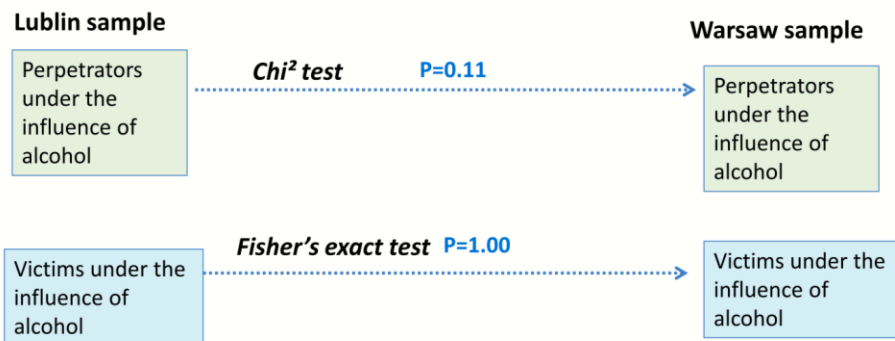 Lublin sample
Warsaw sample
Perpetrators
under the
influence of
alcohol
Chi² test P=0.11
Perpetrators
under the
influence of
alcohol
Victims under the
influence of
alcohol
Fisher’s exact test P=1.00
Victims under the
influence of
alcohol